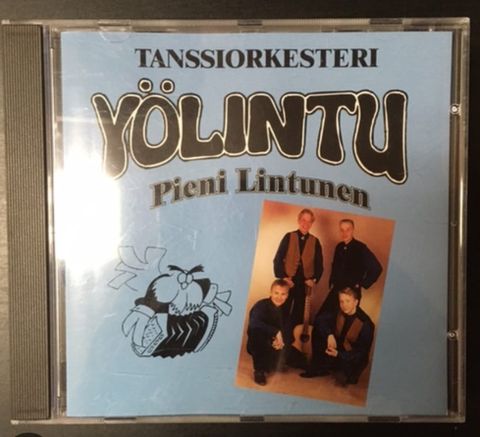 TANSSIORKESTERI
YÖLINTU
Pieni Lintunen